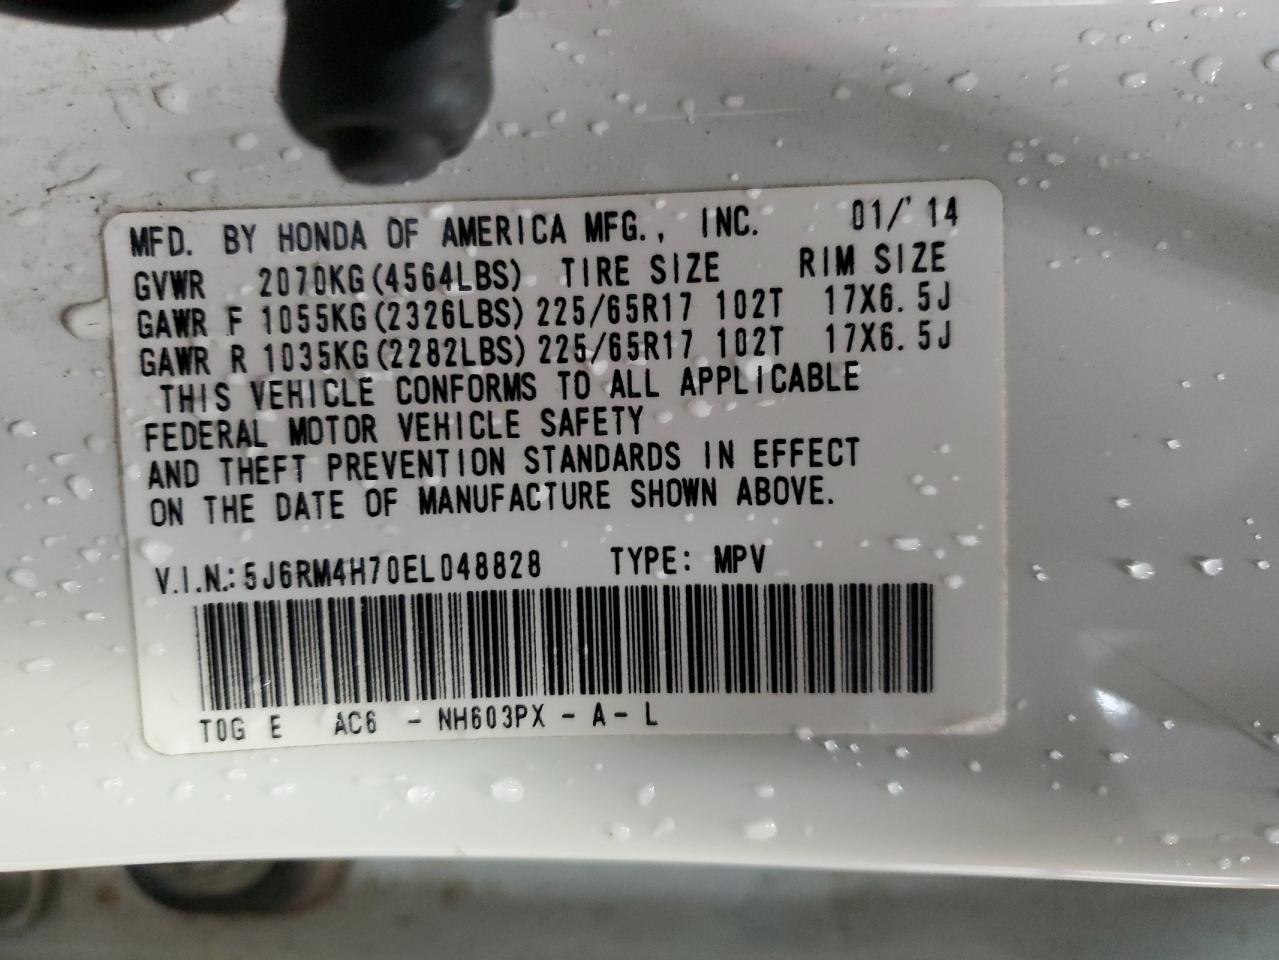 MFD. BY HONDA OF AMERICA MFG., INC. 01/'14
GVWR 2070KG(4564LBS) TIRE SIZE RIM SIZE
GAWR F 1055KG(2326LBS) 225/65R17 102T 17X6.5J
GAWR R 1035KG(2282LBS) 225/65R17 102T 17X6.5J
THIS VEHICLE CONFORMS TO ALL APPLICABLE
FEDERAL MOTOR VEHICLE SAFETY
AND THEFT PREVENTION STANDARDS IN EFFECT
ON THE DATE OF MANUFACTURE SHOWN ABOVE.
V.I.N.: 5J6RM4H70EL048828 TYPE: MPV
T0G E AC6 - NH603PX - A - L